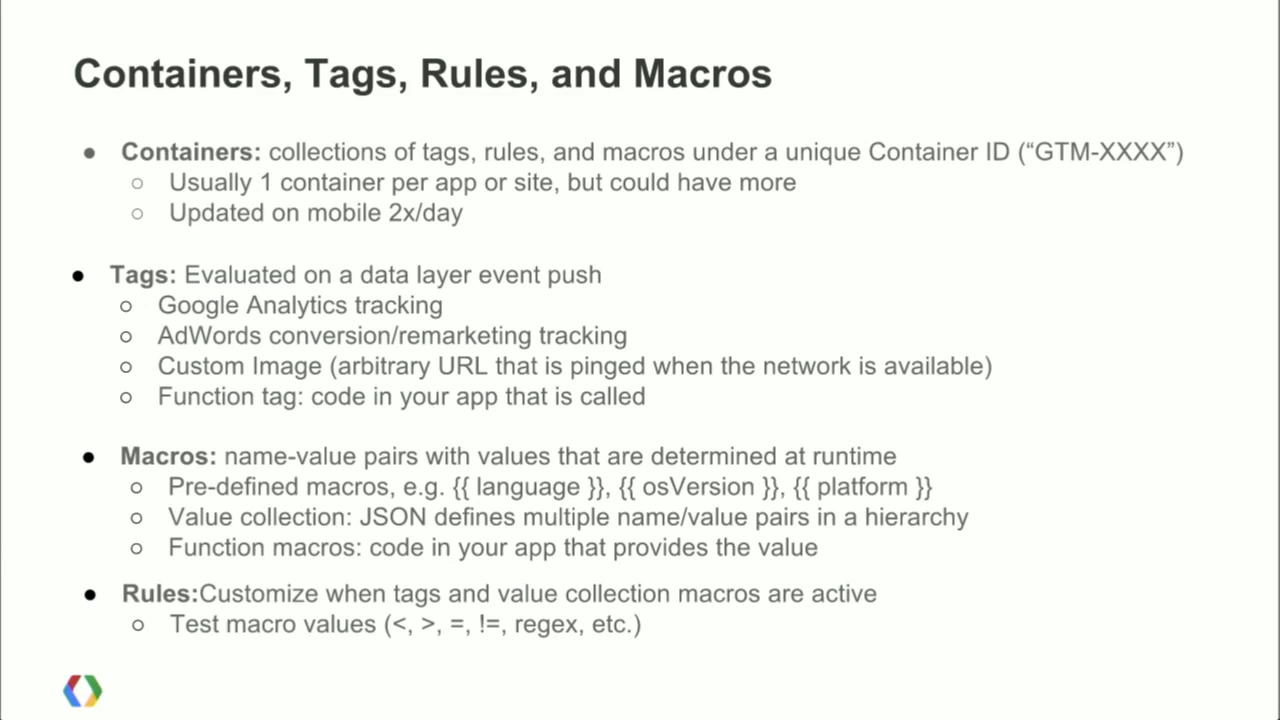 Containers, Tags, Rules, and Macros
● Containers: collections of tags, rules, and macros under a unique Container ID (“GTM-XXXX”)
○ Usually 1 container per app or site, but could have more
○ Updated on mobile 2x/day
● Tags: Evaluated on a data layer event push
○ Google Analytics tracking
○ AdWords conversion/remarketing tracking
○ Custom Image (arbitrary URL that is pinged when the network is available)
○ Function tag: code in your app that is called
● Macros: name-value pairs with values that are determined at runtime
○ Pre-defined macros, e.g. {{ language }}, {{ osVersion }}, {{ platform }}
○ Value collection: JSON defines multiple name/value pairs in a hierarchy
○ Function macros: code in your app that provides the value
● Rules:Customize when tags and value collection macros are active
○ Test macro values (<, >, =, !=, regex, etc.)